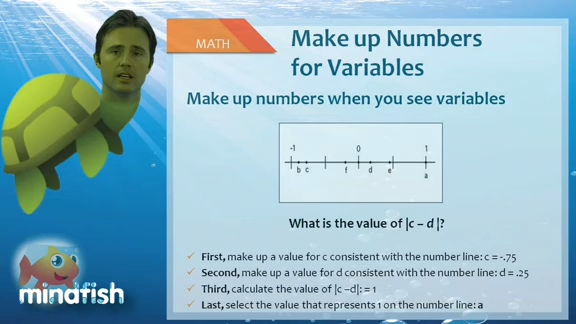 MATH
Make up Numbers
for Variables
Make up numbers when you see variables
-1 0 1
b c f d e a
What is the value of |c – d |?
First, make up a value for c consistent with the number line: c = -.75
Second, make up a value for d consistent with the number line: d = .25
Third, calculate the value of |c –d|: = 1
Last, select the value that represents 1 on the number line: a
mindfish